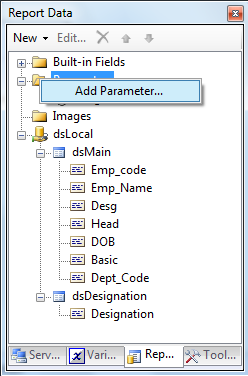 Report Data
New Edit...
Built-in Fields
Add Parameter...
Images
dsLocal
dsMain
Emp_code
Emp_Name
Desg
Head
DOB
Basic
Dept_Code
dsDesignation
Designation
Serv... Vari... Rep... Tool...